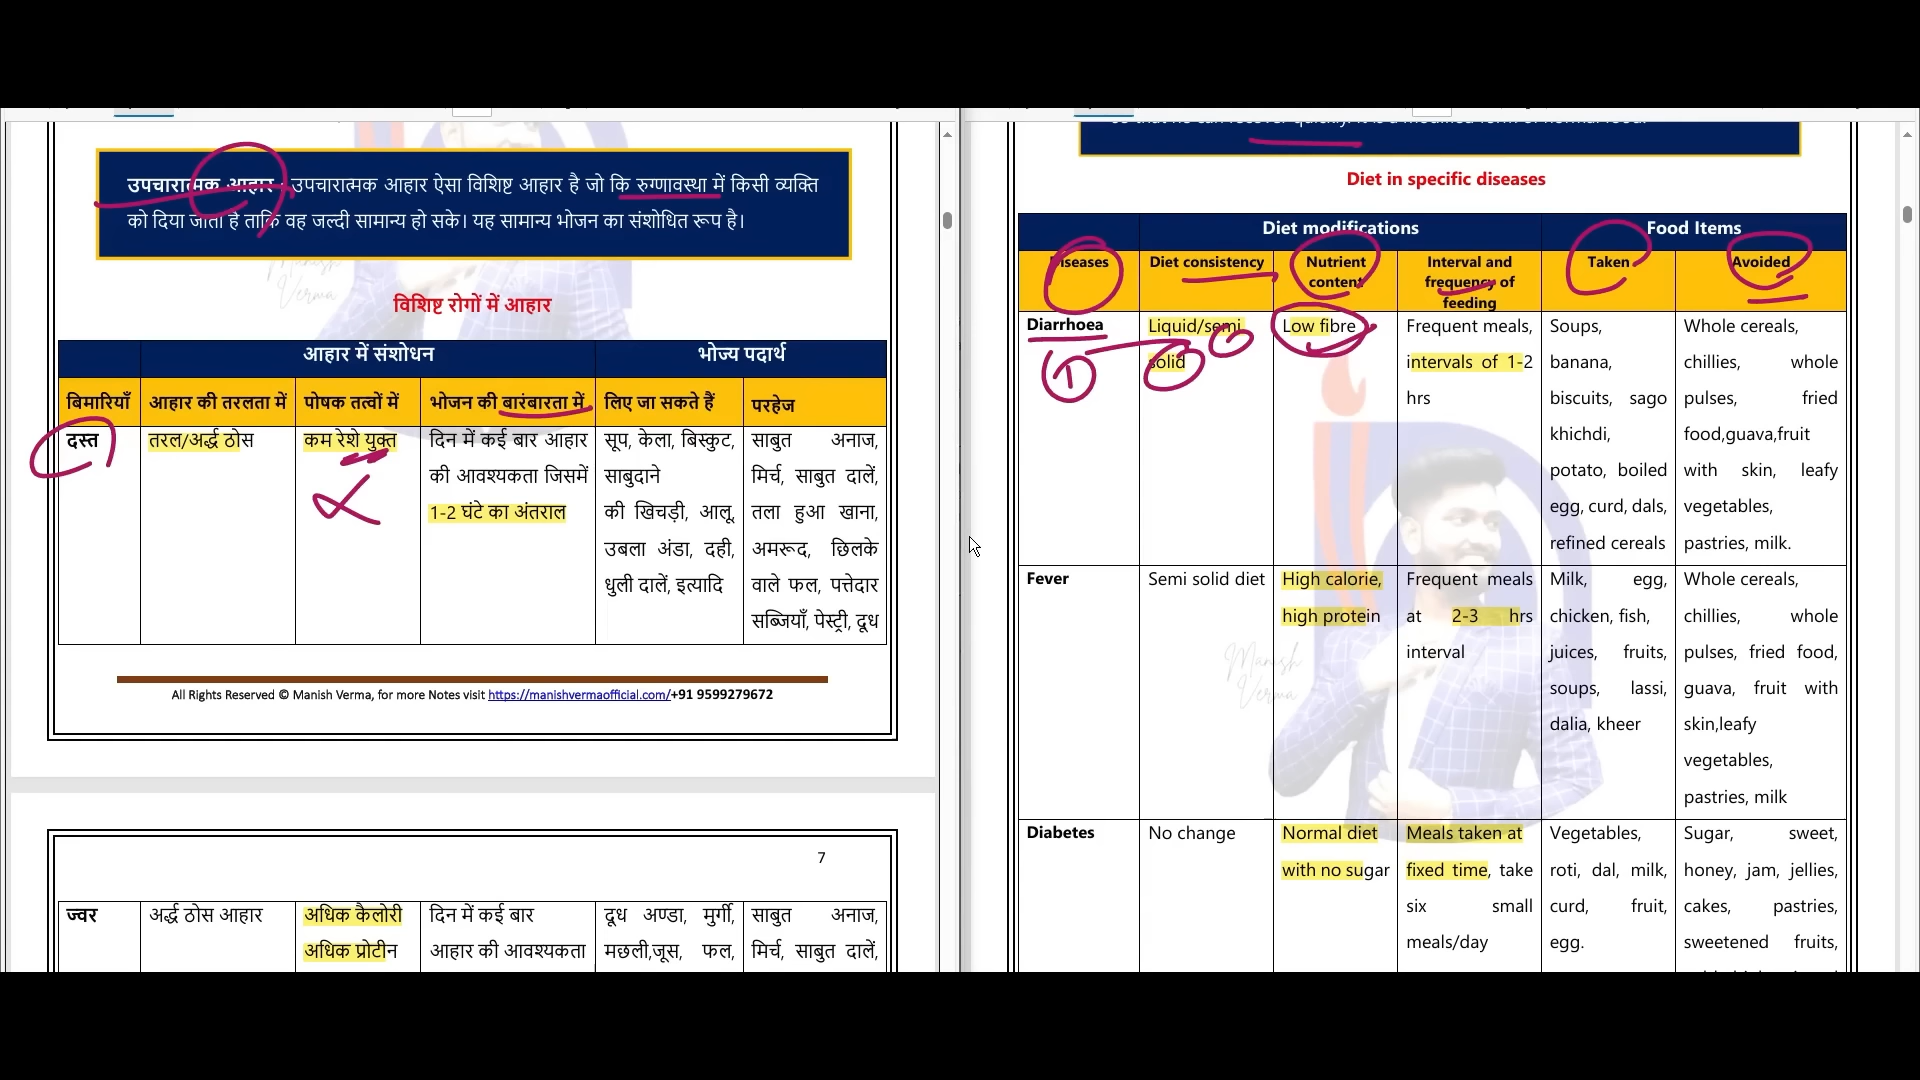 उपचारात्मक आहार : उपचारात्मक आहार ऐसा विशिष्ट आहार है जो कि रुग्णावस्था में किसी व्यक्ति
को दिया जाता है ताकि वह जल्दी सामान्य हो सके। यह सामान्य भोजन का संशोधित रूप है।
विशिष्ट रोगों में आहार
आहार में संशोधन भोज्य पदार्थ
बिमारियाँ आहार की तरलता में पोषक तत्वों में भोजन की बारंबारता में लिए जा सकते हैं परहेज
दस्त तरल/अर्द्ध ठोस कम रेशे युक्त दिन में कई बार आहार सूप, केला, बिस्कुट, साबुत अनाज,
की आवश्यकता जिसमें साबुदाने मिर्च, साबुत दालें,
1-2 घंटे का अंतराल की खिचड़ी, आलू, तला हुआ खाना,
उबला अंडा, दही, अमरूद, छिलके
धुली दालें, इत्यादि वाले फल, पत्तेदार
सब्जियाँ, पेस्ट्री, दूध
All Rights Reserved © Manish Verma, for more Notes visit https://manishvermaofficial.com/+91 9599279672
7
ज्वर अर्द्ध ठोस आहार अधिक कैलोरी दिन में कई बार दूध अण्डा, मुर्गी, साबुत अनाज,
अधिक प्रोटीन आहार की आवश्यकता मछली,जूस, फल, मिर्च, साबुत दालें,
Diet in specific diseases
Diet modifications Food Items
Diseases Diet consistency Nutrient Interval and Taken Avoided
content frequency of
feeding
Diarrhoea Liquid/semi Low fibre Frequent meals, Soups, Whole cereals,
solid intervals of 1-2 banana, chillies, whole
hrs biscuits, sago pulses, fried
khichdi, food,guava,fruit
potato, boiled with skin, leafy
egg, curd, dals, vegetables,
refined cereals pastries, milk.
Fever Semi solid diet High calorie, Frequent meals Milk, egg, Whole cereals,
high protein at 2-3 hrs chicken, fish, chillies, whole
interval juices, fruits, pulses, fried food,
soups, lassi, guava, fruit with
dalia, kheer skin,leafy
vegetables,
pastries, milk
Manish
Verma
Diabetes No change Normal diet Meals taken at Vegetables, Sugar, sweet,
with no sugar fixed time, take roti, dal, milk, honey, jam, jellies,
six small curd, fruit, cakes, pastries,
meals/day egg. sweetened fruits,